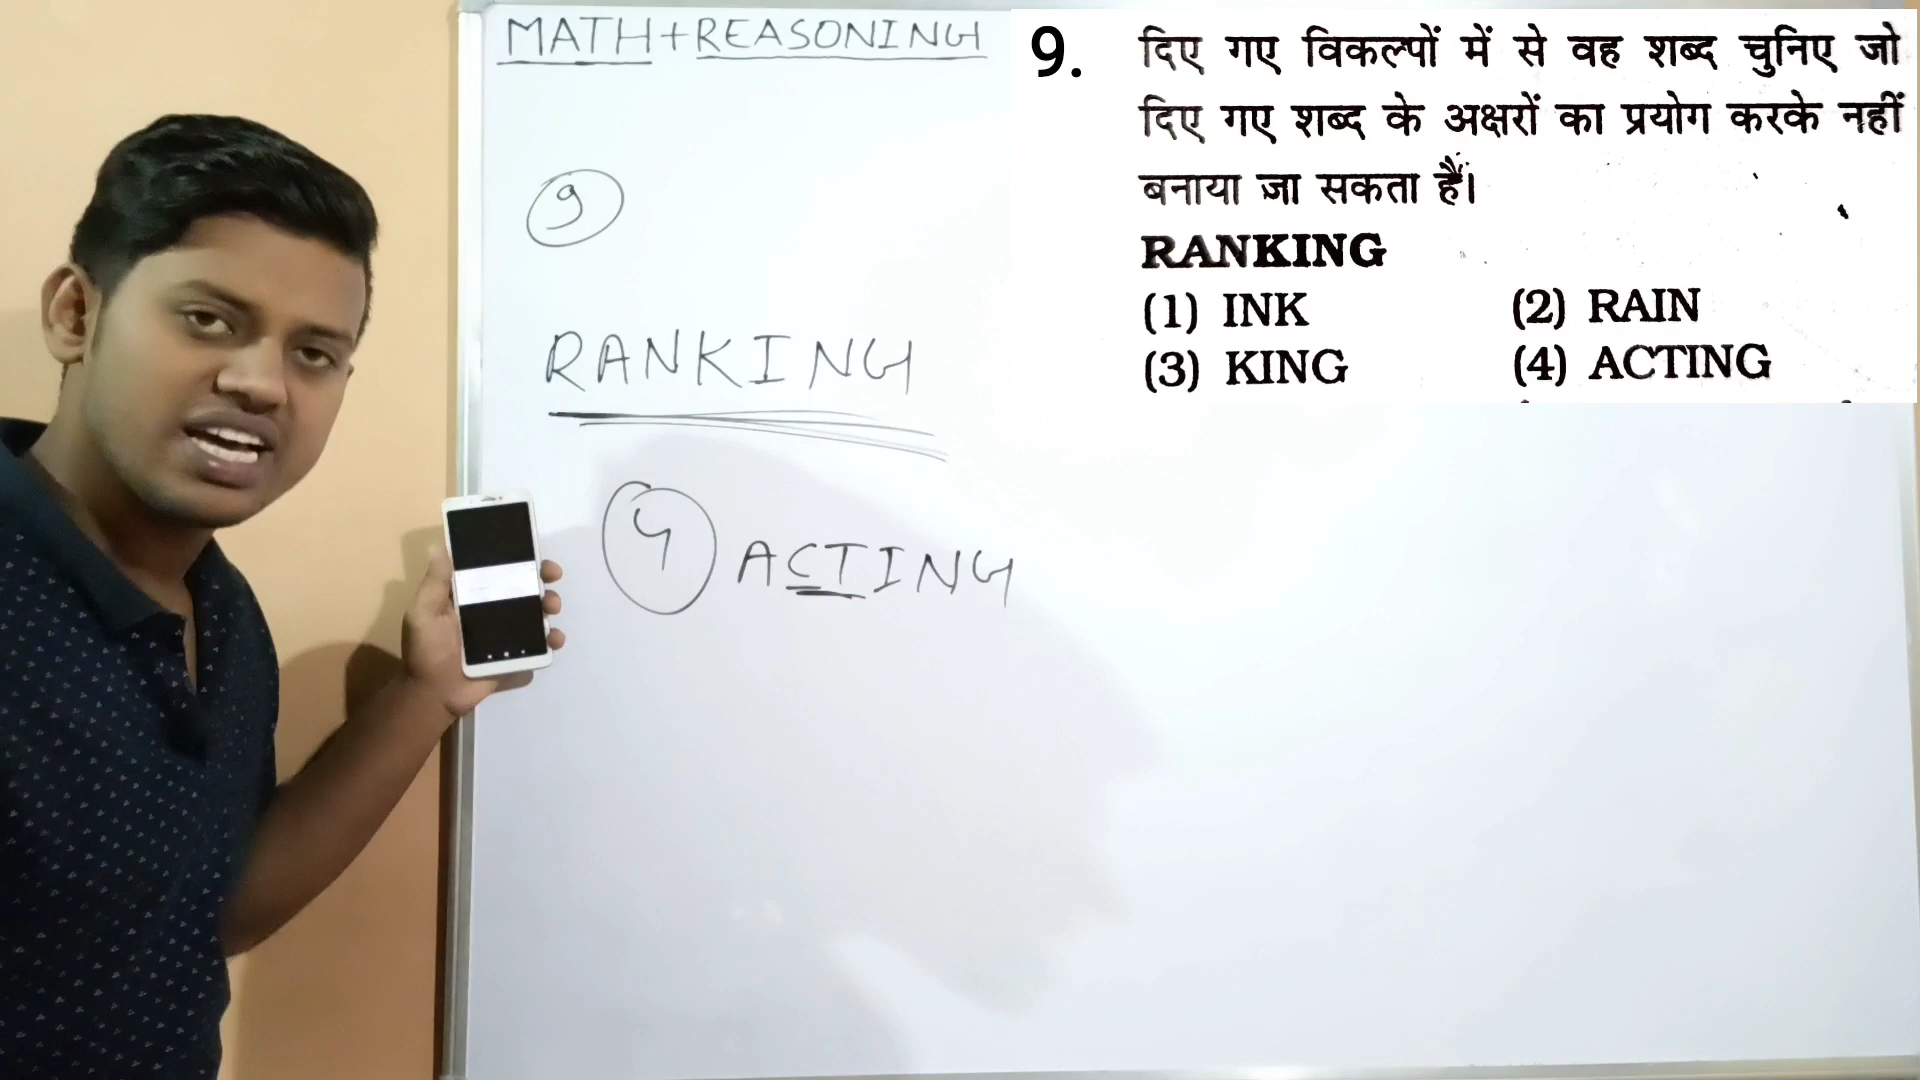 MATH+REASONING
9
RANKING
4 ACTING
9. दिए गए विकल्पों में से वह शब्द चुनिए जो
दिए गए शब्द के अक्षरों का प्रयोग करके नहीं
बनाया जा सकता है।
RANKING
(1) INK (2) RAIN
(3) KING (4) ACTING